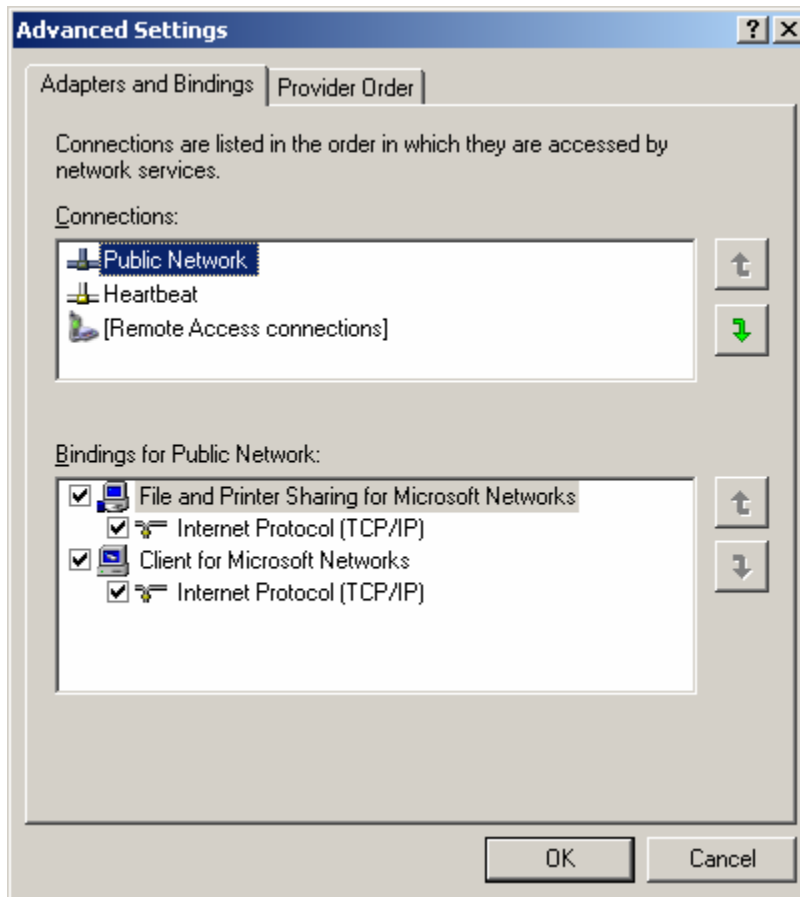 Advanced Settings
Adapters and Bindings
Provider Order
Connections are listed in the order in which they are accessed by
network services.
Connections:
Public Network
Heartbeat
[Remote Access connections]
Bindings for Public Network:
File and Printer Sharing for Microsoft Networks
Internet Protocol (TCP/IP)
Client for Microsoft Networks
Internet Protocol (TCP/IP)
OK
Cancel